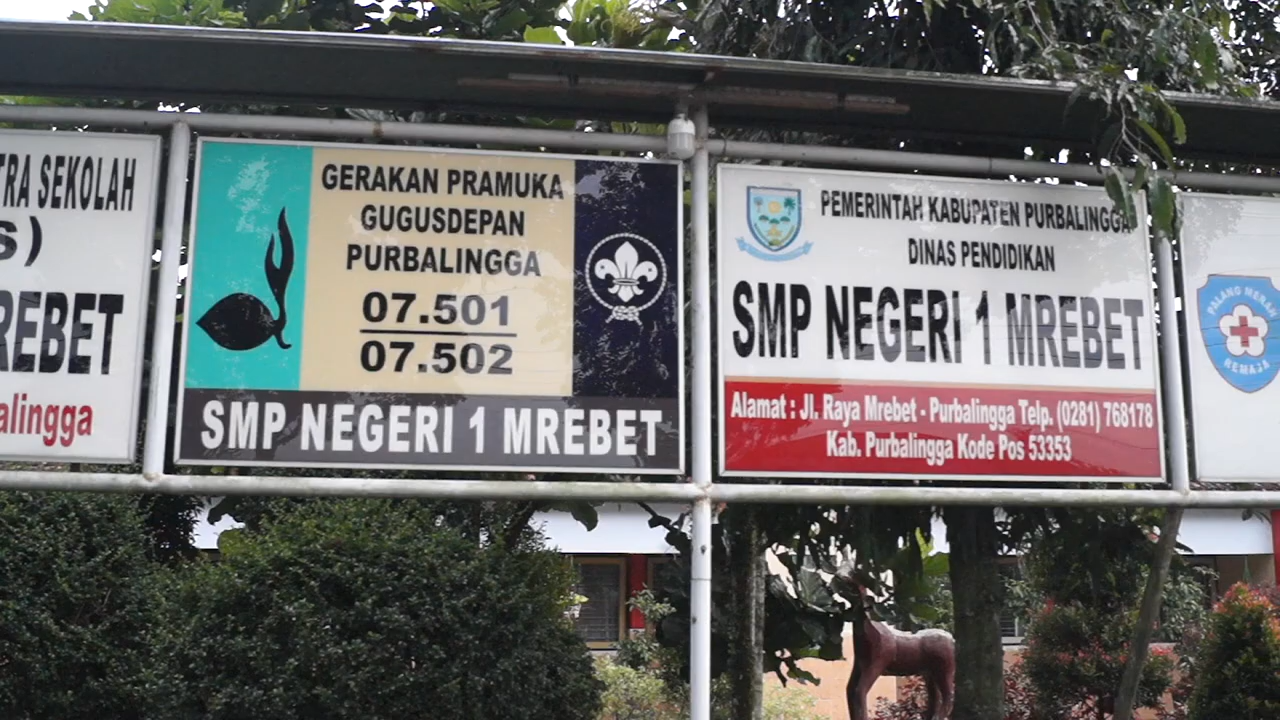 TRA SEKOLAH
S)
REBET
alingga
GERAKAN PRAMUKA
GUGUSDEPAN
PURBALINGGA
07.501
07.502
SMP NEGERI 1 MREBET
PEMERINTAH KABUPATEN PURBALINGGA
DINAS PENDIDIKAN
SMP NEGERI 1 MREBET
Alamat : Jl. Raya Mrebet - Purbalingga Telp. (0281) 768178
Kab. Purbalingga Kode Pos 53353
PALANG MERAH
REMAJA